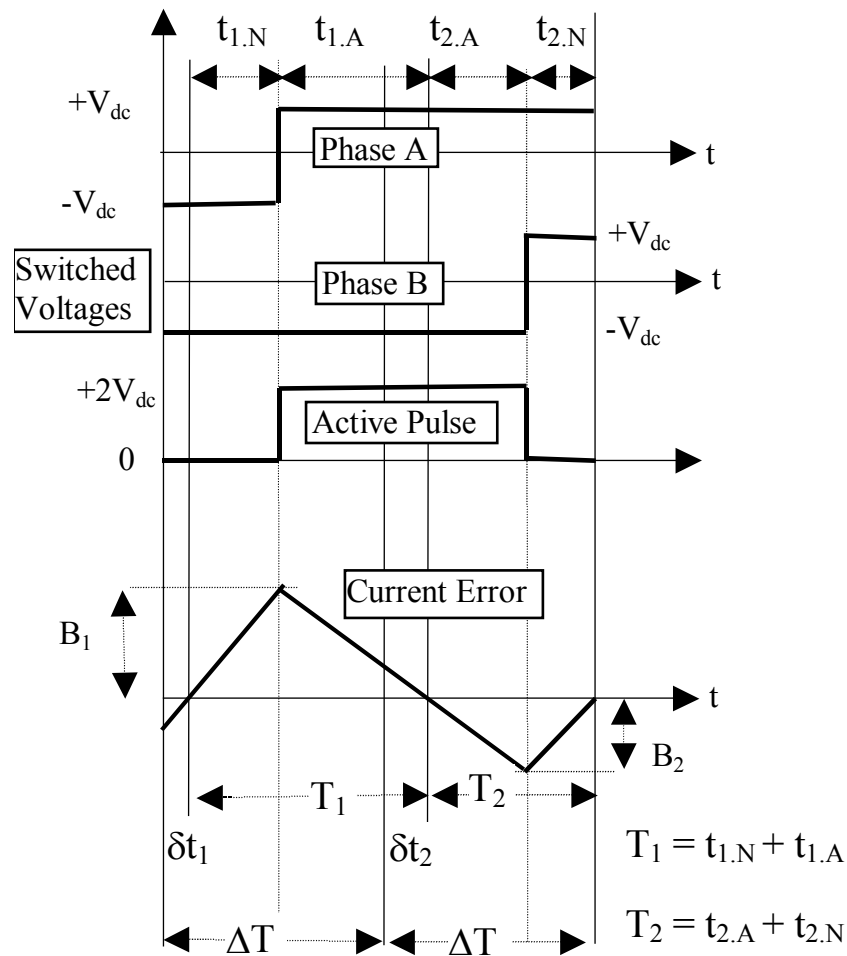 t₁.N t₁.A t₂.A t₂.N
+Vdc
Phase A
t
-Vdc
+Vdc
Switched
Voltages
Phase B
t
-Vdc
+2Vdc
Active Pulse
0
Current Error
B₁
t
B₂
T₁ T₂
δt₁ δt₂
T₁ = t₁.N + t₁.A
ΔT ΔT
T₂ = t₂.A + t₂.N